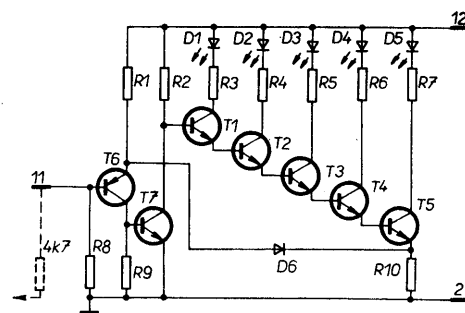 D1 D2 D3 D4 D5 12
R1 R2 R3 R4 R5 R6 R7
T1
T2
T6 T3
11 T4
T7 T5
4k7 R8 R9 D6 R10
2